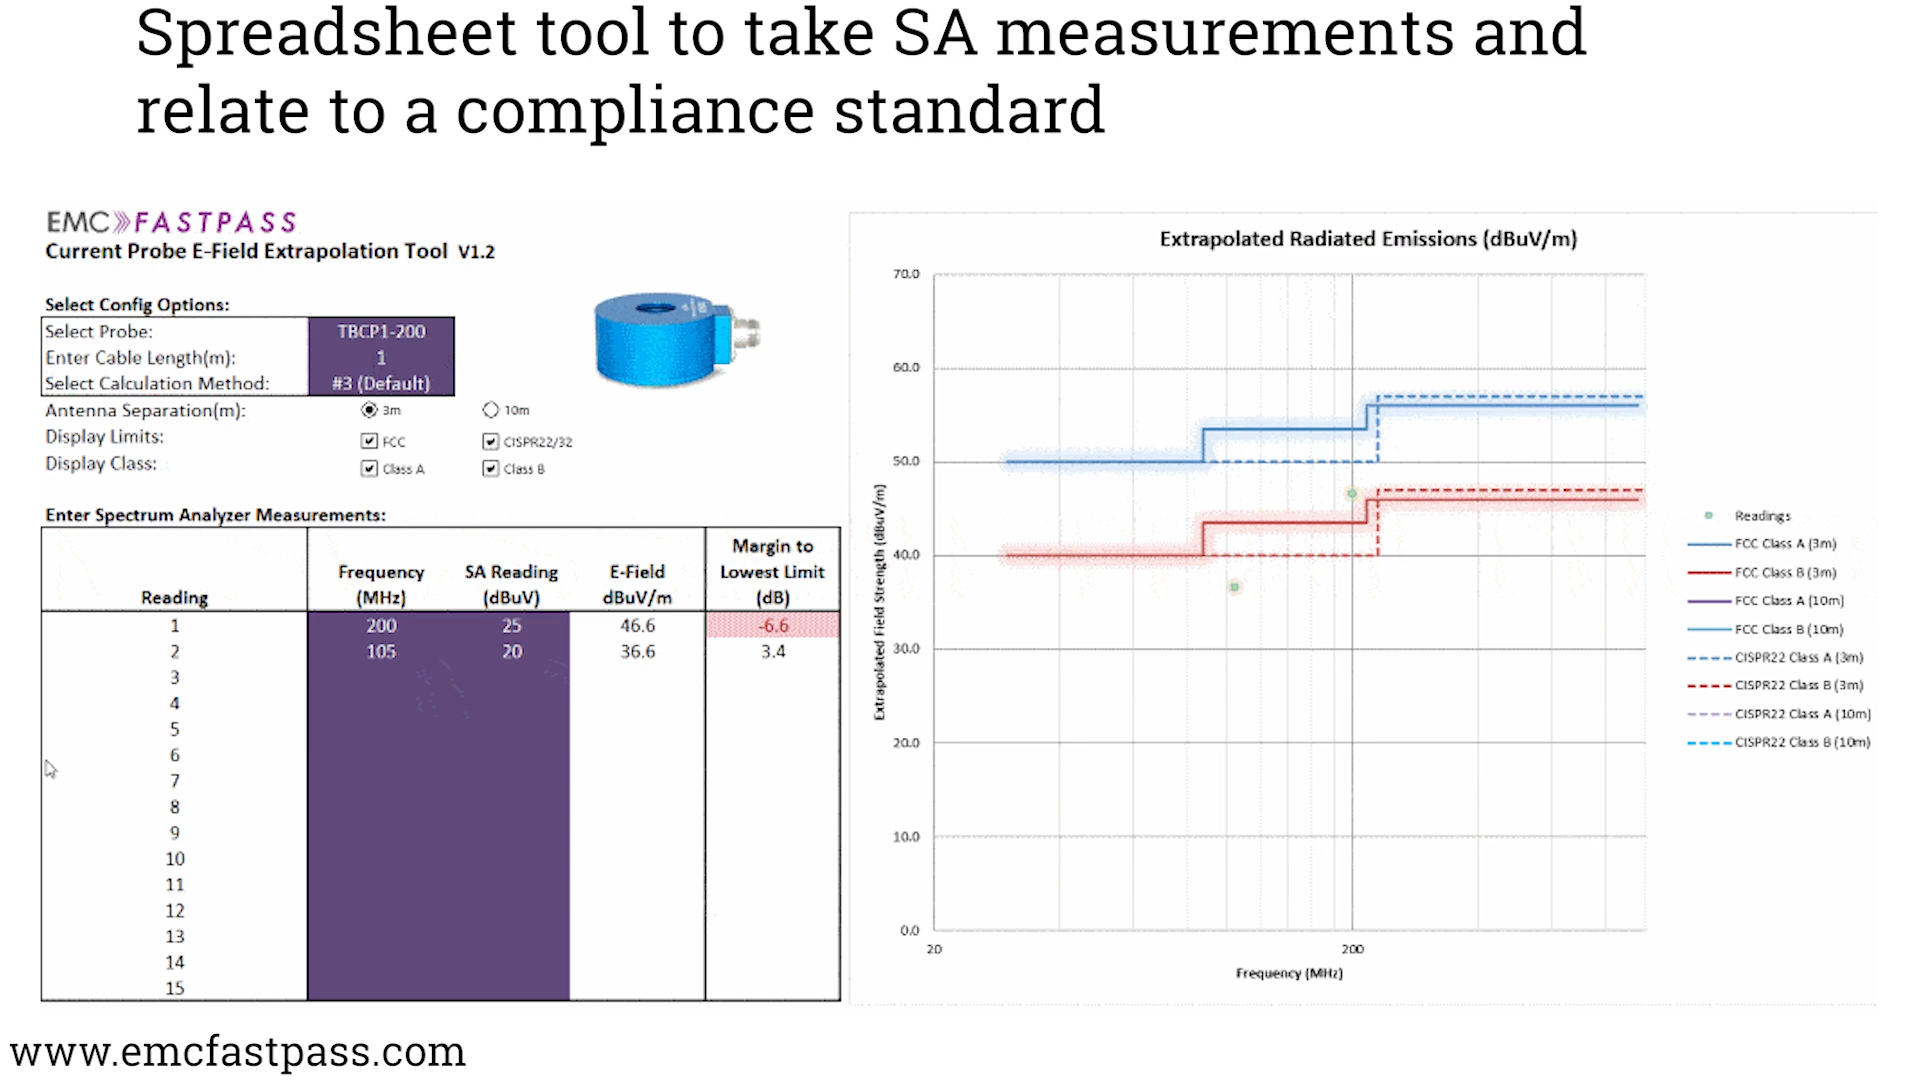 Spreadsheet tool to take SA measurements and
relate to a compliance standard
EMC FASTPASS
Current Probe E-Field Extrapolation Tool V1.2
Select Config Options:
Select Probe: TBCP1-200
Enter Cable Length(m): 1
Select Calculation Method: #3 (Default)
Antenna Separation(m): 3m 10m
Display Limits: FCC CISPR22/32
Display Class: Class A Class B
Enter Spectrum Analyzer Measurements:
Margin to
Frequency SA Reading E-Field Lowest Limit
Reading (MHz) (dBuV) dBuV/m (dB)
1 200 25 46.6 -6.6
2 105 20 36.6 3.4
3
4
5
6
7
8
9
10
11
12
13
14
15
Extrapolated Radiated Emissions (dBuV/m)
Extrapolated Field Strength (dBuV/m)
70.0
60.0
50.0
40.0
30.0
20.0
10.0
0.0
20 200
Frequency (MHz)
Readings
FCC Class A (3m)
FCC Class B (3m)
FCC Class A (10m)
FCC Class B (10m)
CISPR22 Class A (3m)
CISPR22 Class B (3m)
CISPR22 Class A (10m)
CISPR22 Class B (10m)
www.emcfastpass.com